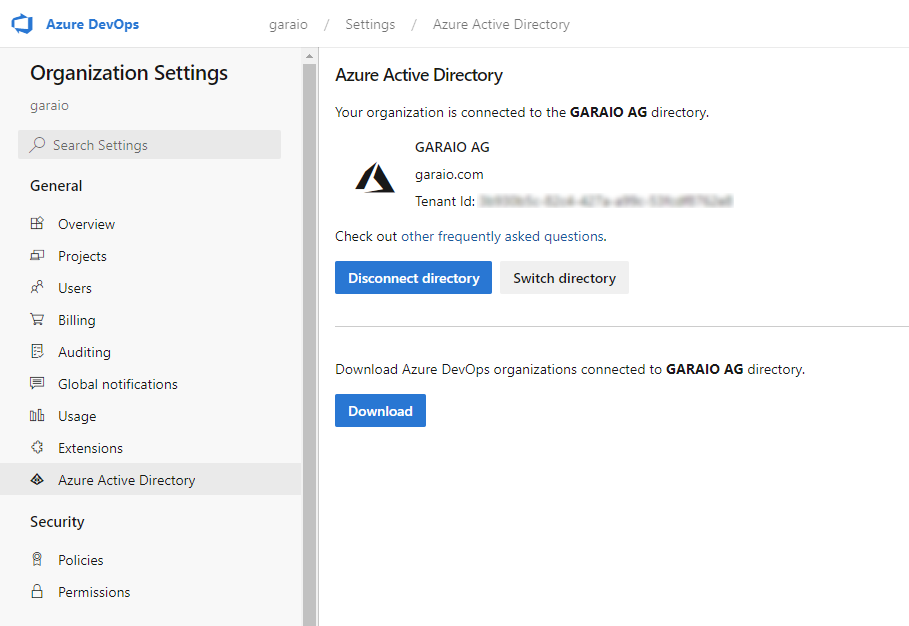 Azure DevOps
garaio / Settings / Azure Active Directory
Organization Settings
garaio
Search Settings
General
Overview
Projects
Users
Billing
Auditing
Global notifications
Usage
Extensions
Azure Active Directory
Security
Policies
Permissions
Azure Active Directory
Your organization is connected to the GARAIO AG directory.
GARAIO AG
garaio.com
Tenant Id:
Check out other frequently asked questions.
Disconnect directory
Switch directory
Download Azure DevOps organizations connected to GARAIO AG directory.
Download